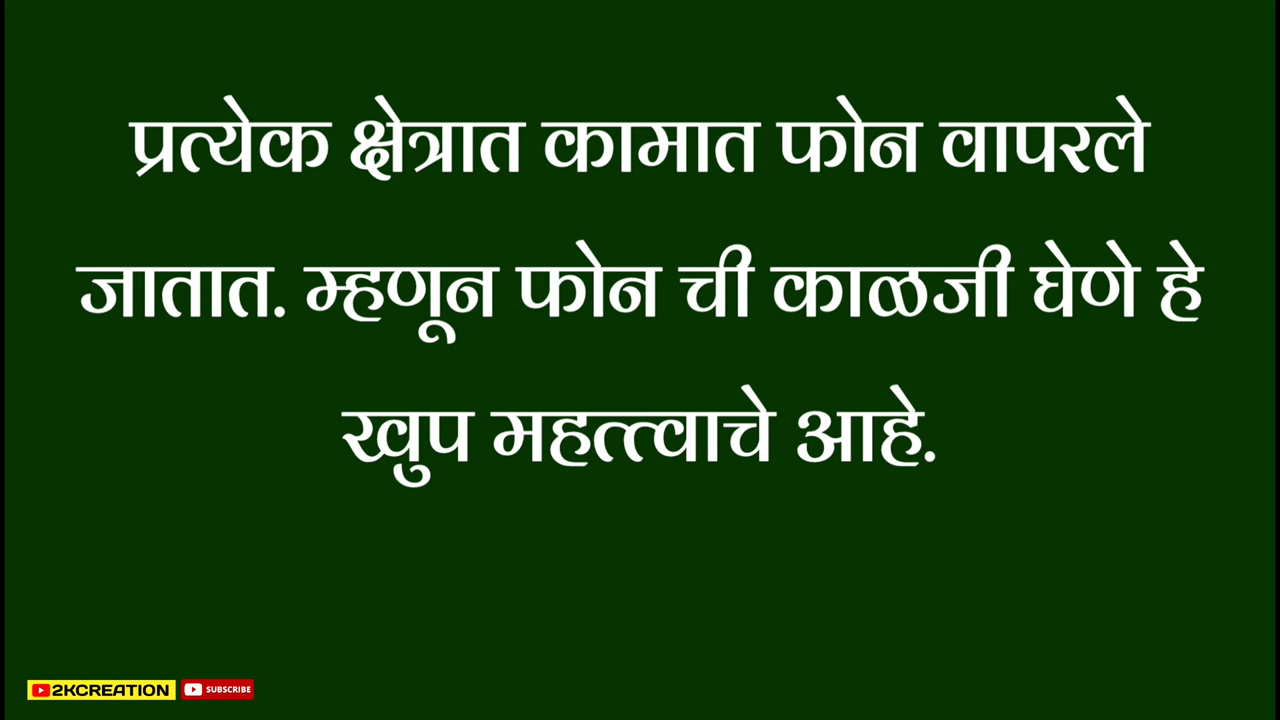 प्रत्येक क्षेत्रात कामात फोन वापरले
जातात. म्हणून फोन ची काळजी घेणे हे
खुप महत्त्वाचे आहे.
2KCREATION SUBSCRIBE